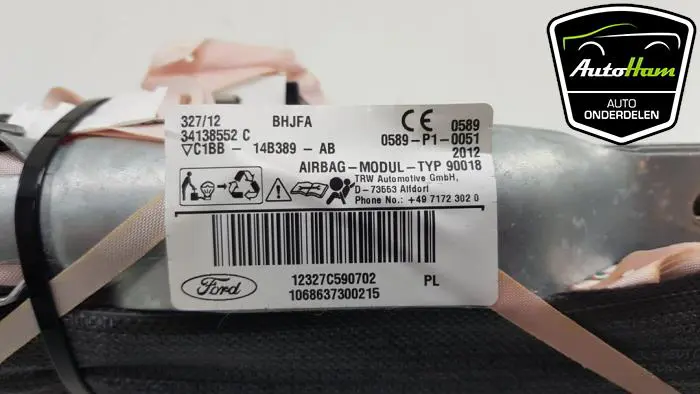 327/12 BHJFA
34138552 C
C1BB - 14B389 - AB
CE 0589
0589-P1-0051
2012
AIRBAG-MODUL-TYP 90018
TRW Automotive GmbH,
D-73553 Alfdorf
Phone No.: +49 7172 302 0
Ford
12327C590702 PL
1068637300215
AutoHam
AUTO
ONDERDELEN